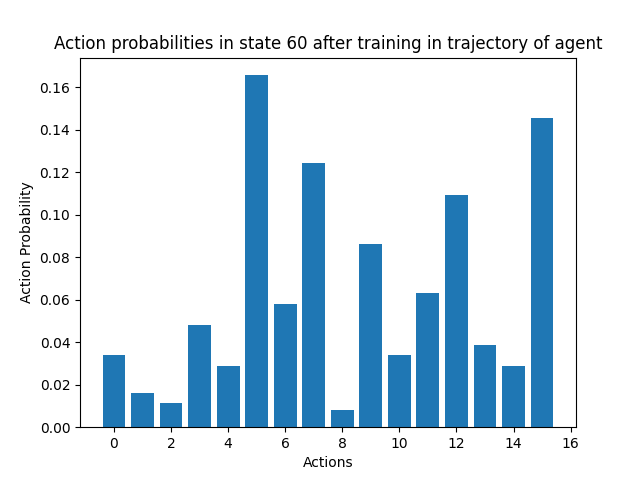 Action probabilities in state 60 after training in trajectory of agent
0.16
0.14
0.12
0.10
0.08
0.06
0.04
0.02
0.00
Action Probability
0 2 4 6 8 10 12 14 16
Actions